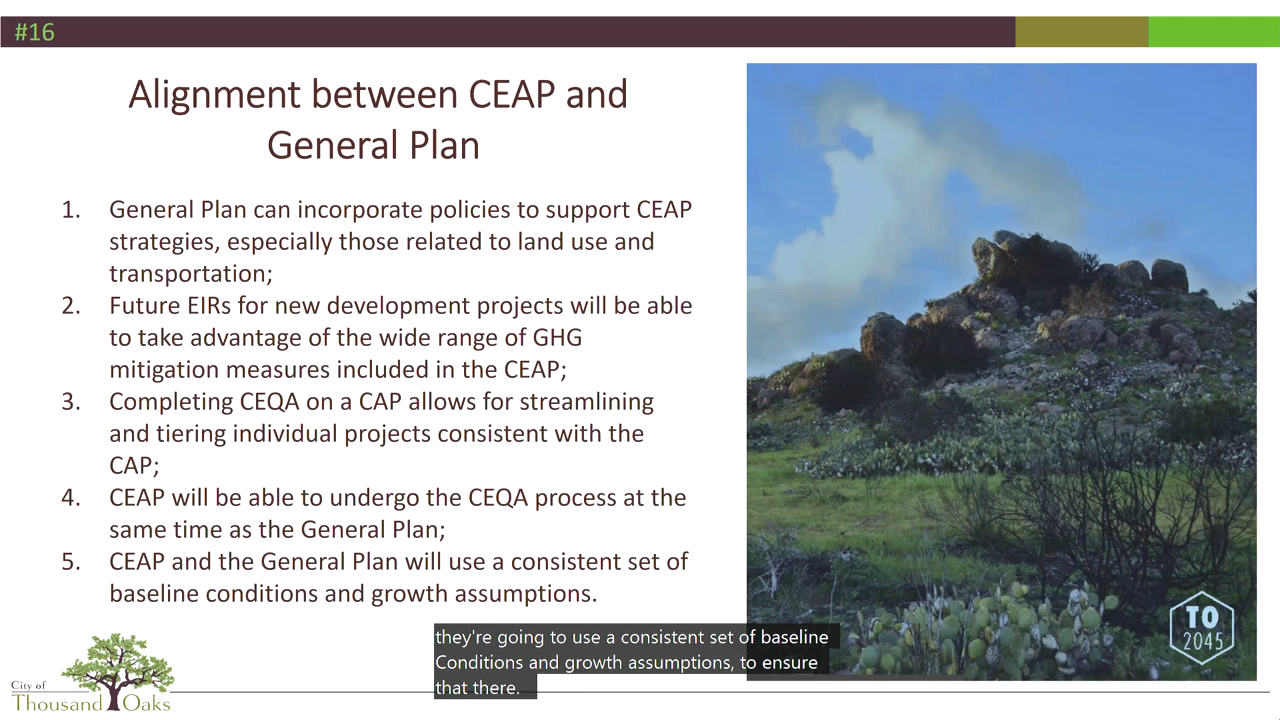 #16
Alignment between CEAP and
General Plan
1. General Plan can incorporate policies to support CEAP
strategies, especially those related to land use and
transportation;
2. Future EIRs for new development projects will be able
to take advantage of the wide range of GHG
mitigation measures included in the CEAP;
3. Completing CEQA on a CAP allows for streamlining
and tiering individual projects consistent with the
CAP;
4. CEAP will be able to undergo the CEQA process at the
same time as the General Plan;
5. CEAP and the General Plan will use a consistent set of
baseline conditions and growth assumptions.
they're going to use a consistent set of baseline
Conditions and growth assumptions, to ensure
that there.
TO
2045
City of
Thousand Oaks